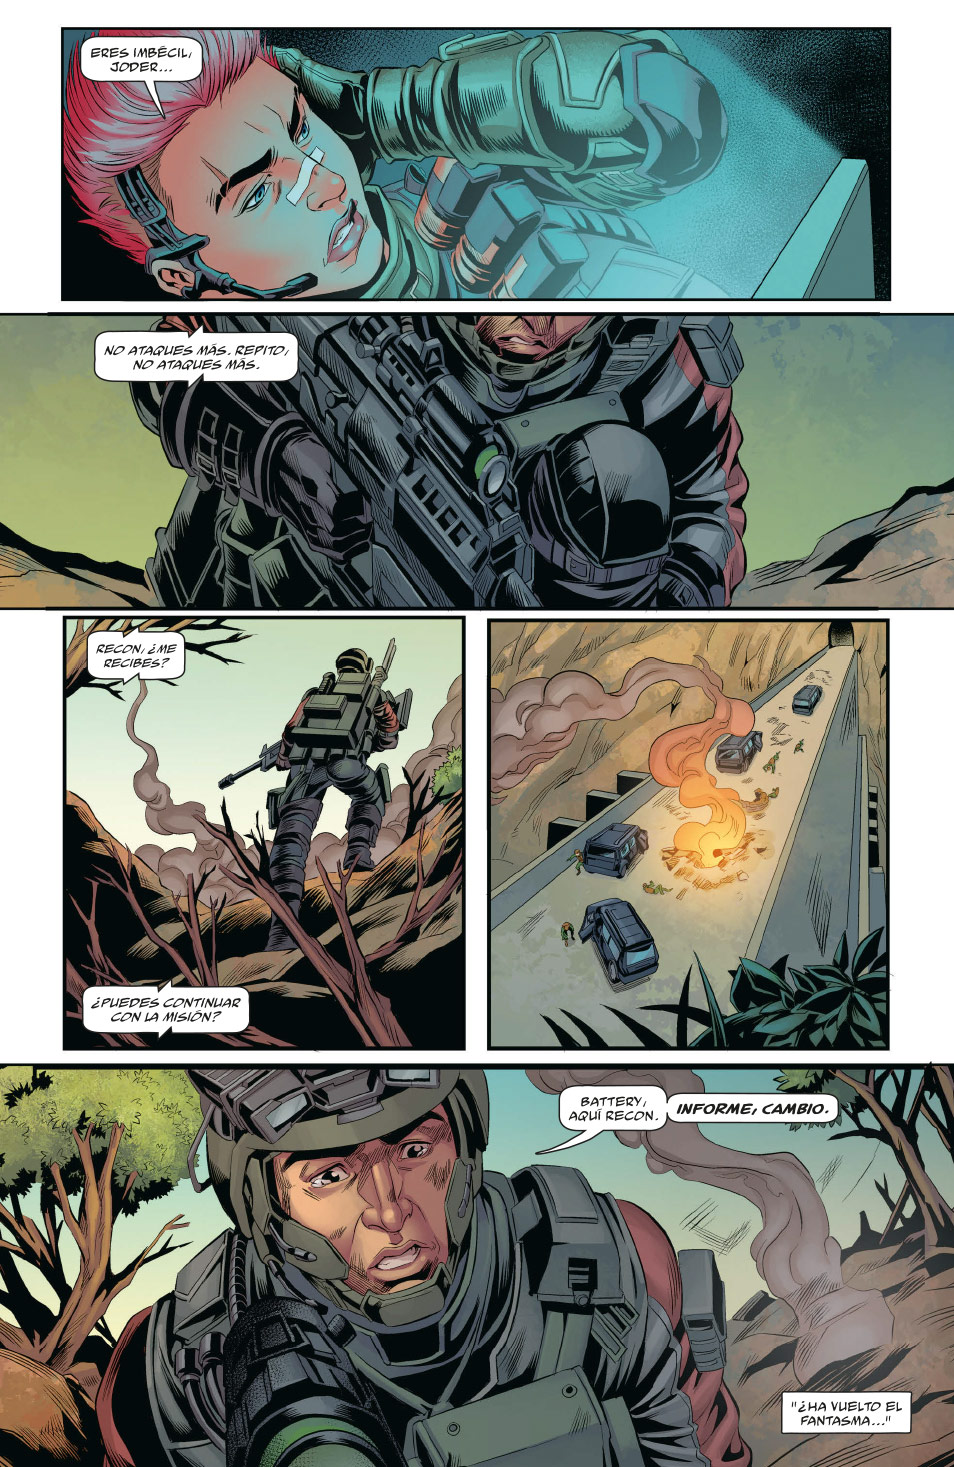 ERES IMBÉCIL,
JODER...
NO ATAQUES MÁS. REPITO,
NO ATAQUES MÁS.
RECON, ¿ME
RECIBES?
¿PUEDES CONTINUAR
CON LA MISIÓN?
BATTERY,
AQUÍ RECON.
INFORME, CAMBIO.
"¿HA VUELTO EL
FANTASMA..."